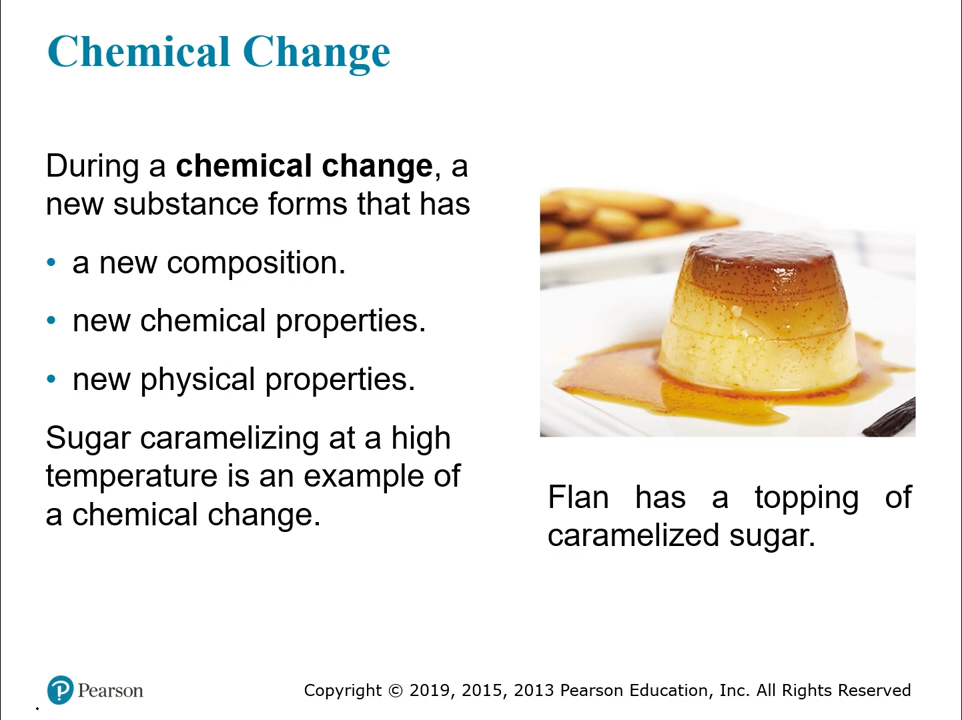 Chemical Change
During a chemical change, a
new substance forms that has
• a new composition.
• new chemical properties.
• new physical properties.
Sugar caramelizing at a high
temperature is an example of
a chemical change.
Flan has a topping of
caramelized sugar.
Pearson
Copyright © 2019, 2015, 2013 Pearson Education, Inc. All Rights Reserved